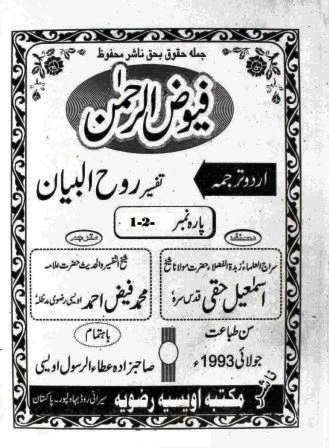 جملہ حقوق بحق ناشر محفوظ
فیوض الرحمٰن
اردو ترجمہ
تفسیر روح البیان
پارہ نمبر 1-2-
مصنف
سراج العلماء زبدۃ الفضلاء حضرت مولانا شیخ
اسمٰعیل حقی قدس سرہٗ
مترجم
شیخ التفسیر والحدیث حضرت علامہ
محمد فیض احمد اویسی رضوی مدظلہ
سن طباعت
جولائی 1993ء
باہتمام
صاحبزادہ عطاء الرسول اویسی
ناشر
مکتبہ اویسیہ رضویہ سیرانی روڈ بہاولپور۔ پاکستان